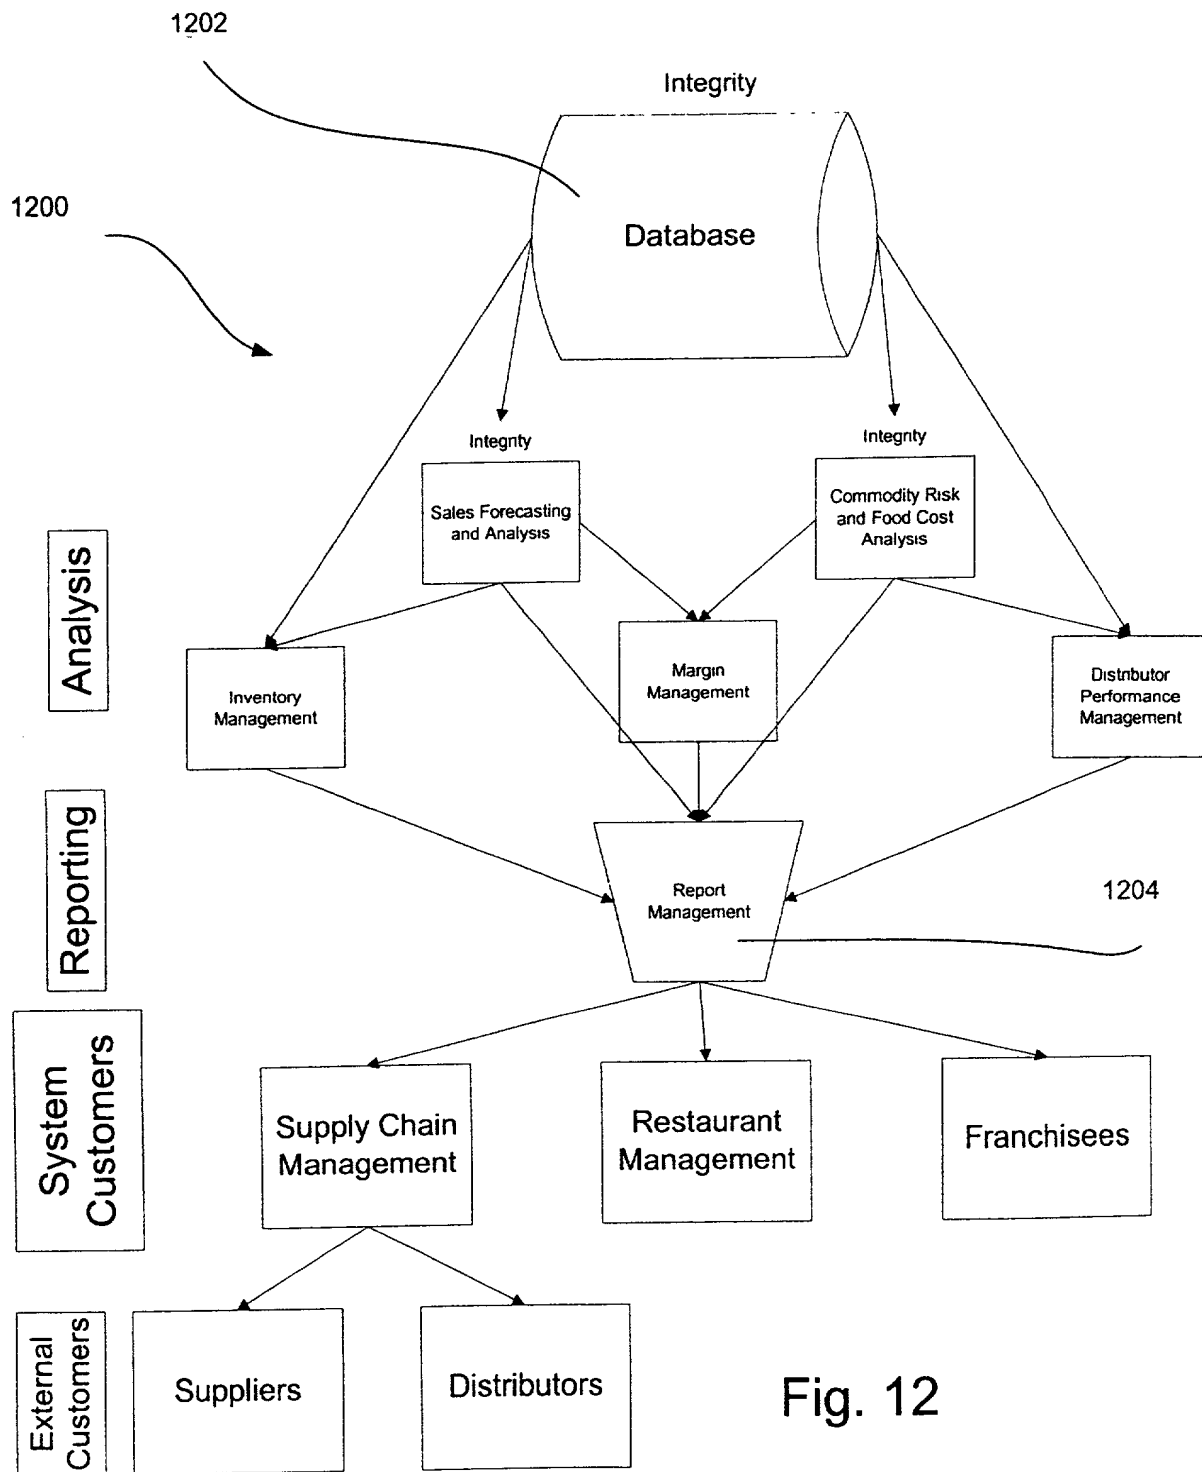 1202
Integrity
1200
Database
Integrity
Integrity
Sales Forecasting
and Analysis
Commodity Risk
and Food Cost
Analysis
Analysis
Inventory
Management
Margin
Management
Distributor
Performance
Management
Reporting
Report
Management
1204
System
Customers
Supply Chain
Management
Restaurant
Management
Franchisees
External
Customers
Suppliers
Distributors
Fig. 12